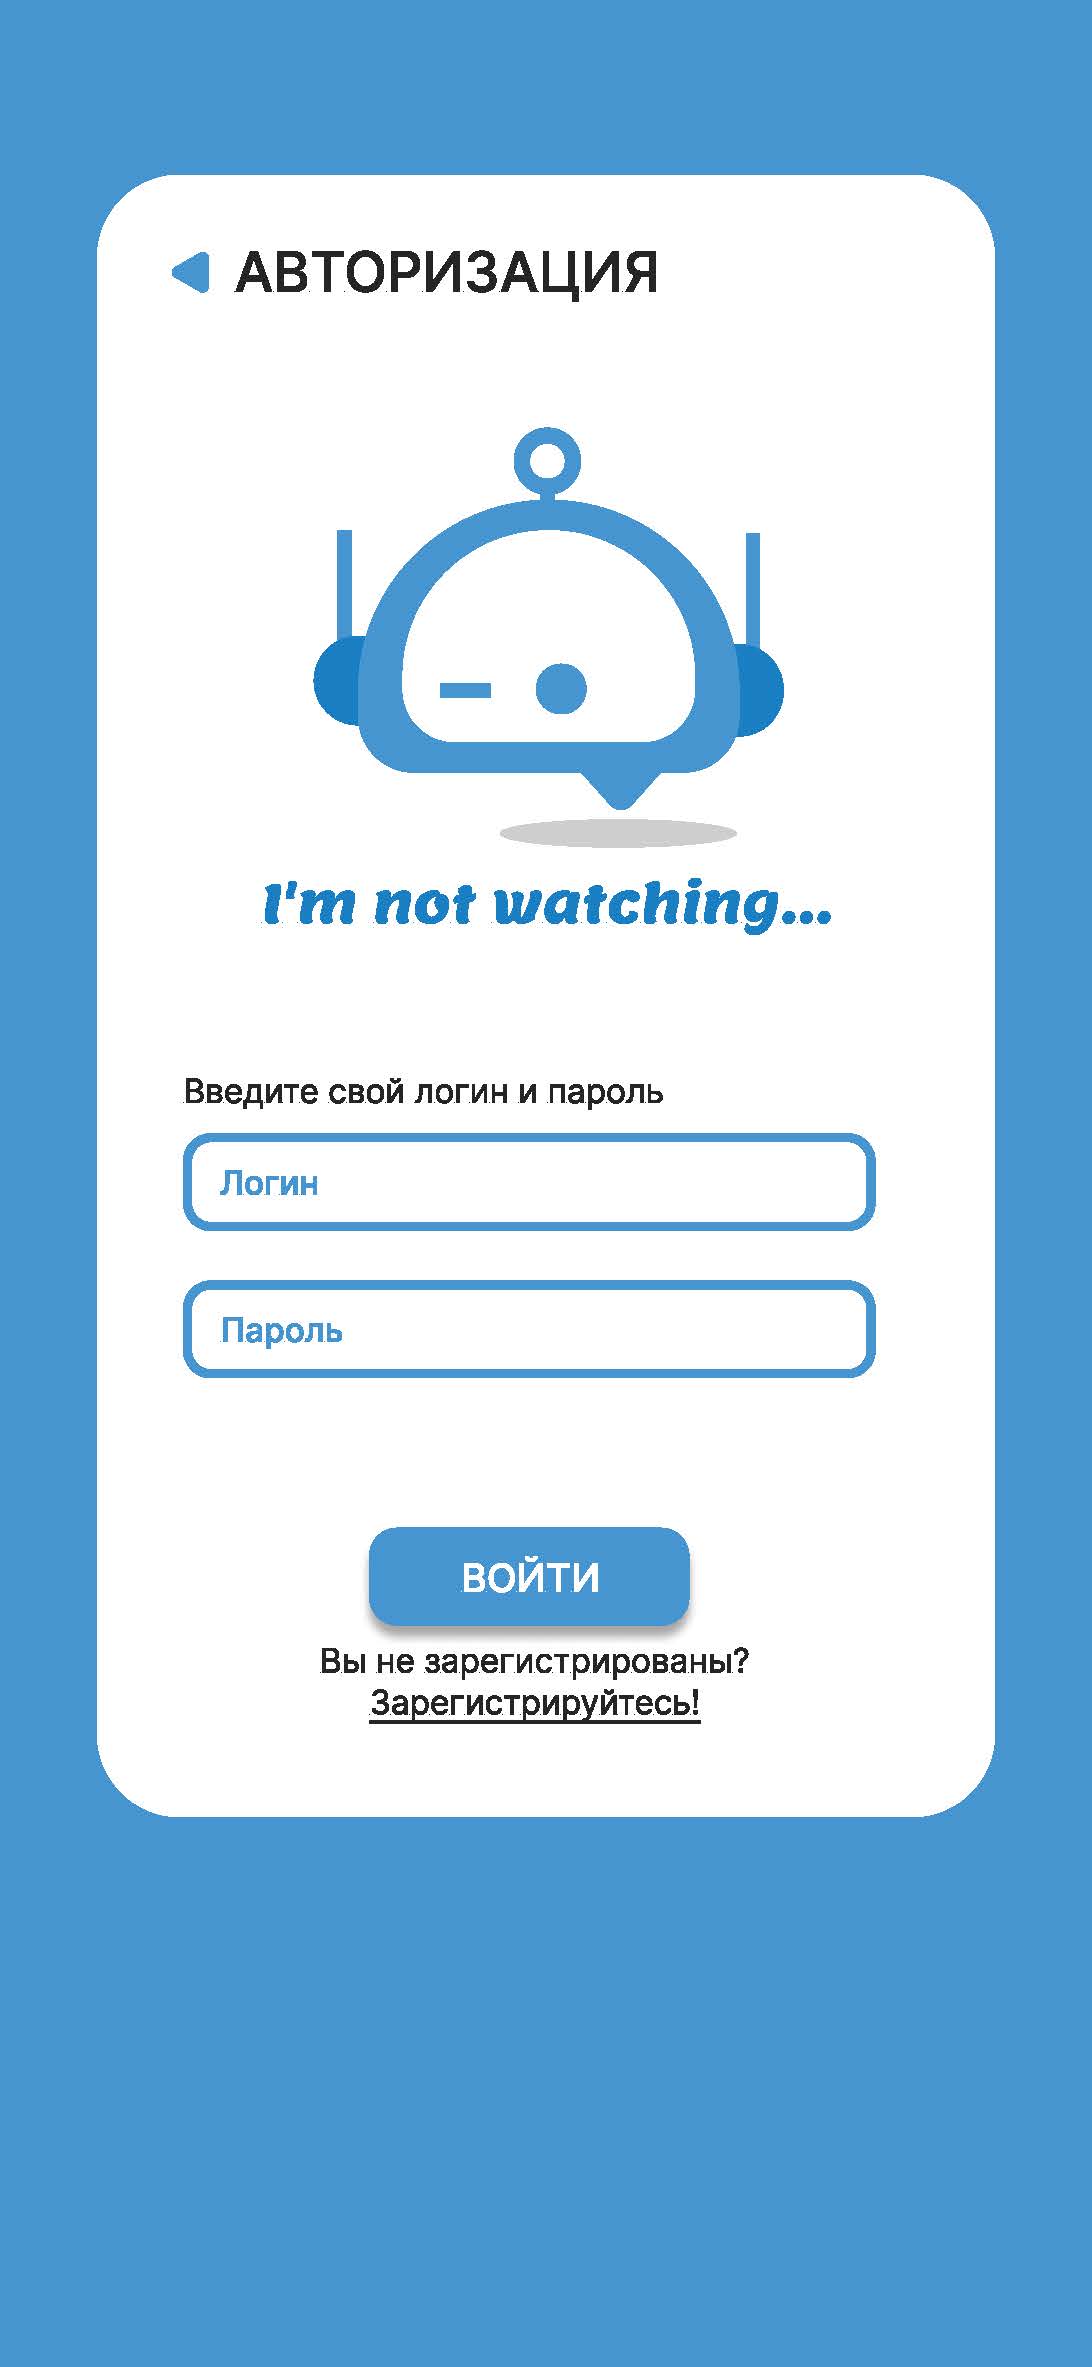 АВТОРИЗАЦИЯ
I'm not watching...
Введите свой логин и пароль
Логин
Пароль
ВОЙТИ
Вы не зарегистрированы?
Зарегистрируйтесь!